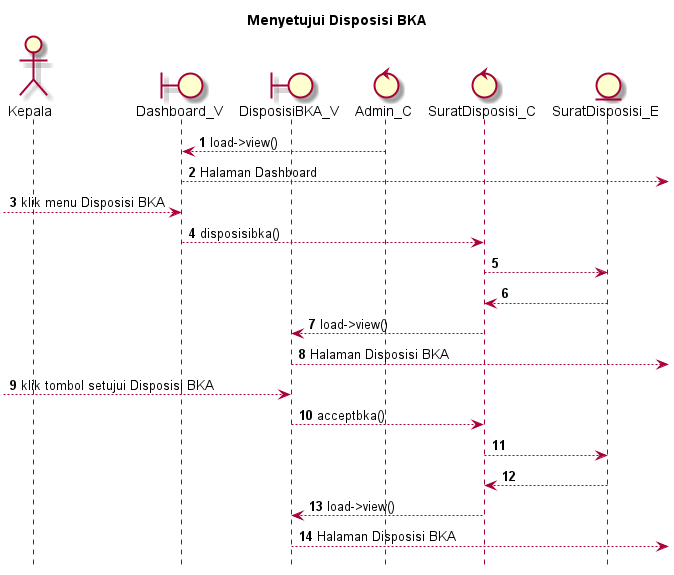 Menyetujui Disposisi BKA
Kepala
Dashboard_V
DisposisiBKA_V
Admin_C
SuratDisposisi_C
SuratDisposisi_E
1 load->view()
2 Halaman Dashboard
3 klik menu Disposisi BKA
4 disposisibka()
5
6
7 load->view()
8 Halaman Disposisi BKA
9 klik tombol setujui Disposisi BKA
10 acceptbka()
11
12
13 load->view()
14 Halaman Disposisi BKA